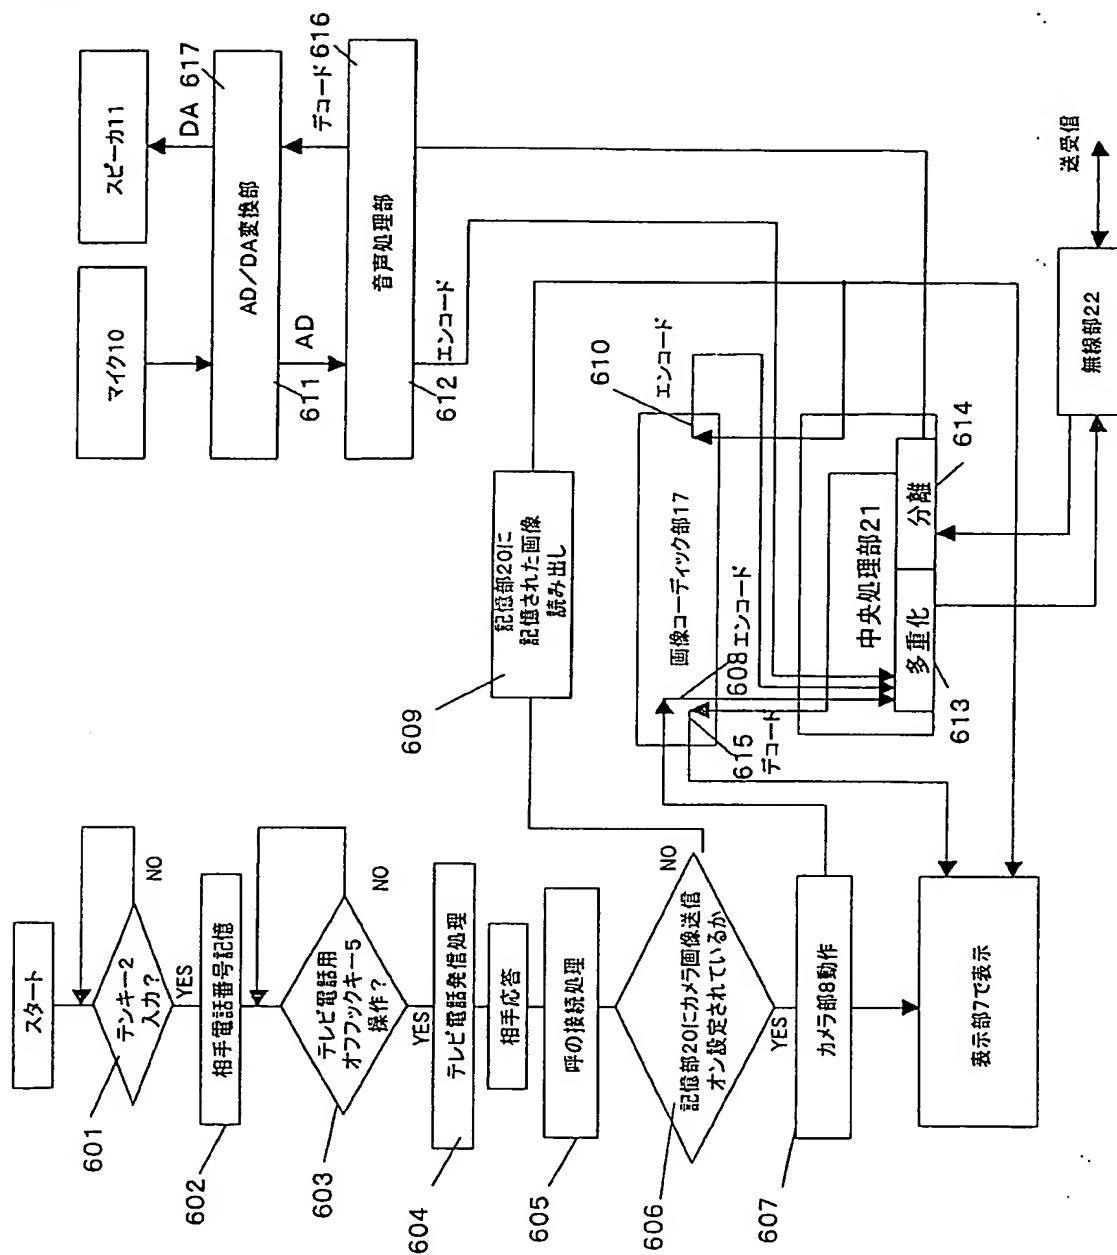 スタート
テンキー2
入力?
NO
YES
601
相手電話番号記憶
602
テレビ電話用
オフフックキー5
操作?
NO
YES
603
テレビ電話発信処理
604
相手応答
呼の接続処理
605
記憶部20にカメラ画像送信
オン設定されているか
NO
YES
606
カメラ部8動作
607
表示部7で表示
記憶部20に
記憶された画像
読み出し
609
画像コーディック部17
610
エンコード
608
エンコード
615
デコード
中央処理部21
多重化
分離
613
614
無線部22
送受信
マイク10
スピーカ11
DA
617
AD/DA変換部
611
AD
デコード
616
音声処理部
612
エンコード